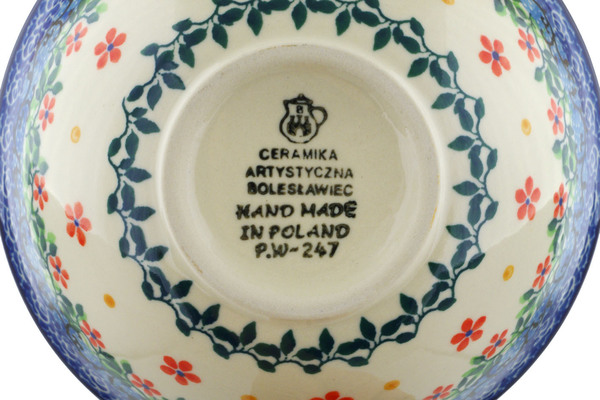 B
CERAMIKA
ARTYSTYCZNA
BOLESŁAWIEC
HAND MADE
IN POLAND
P.W-247